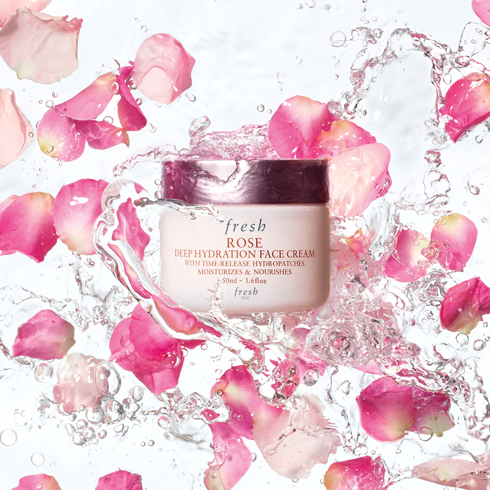 fresh
ROSE
DEEP HYDRATION FACE CREAM
WITH TIME-RELEASE HYDROPATCHES
MOISTURIZES & NOURISHES
50ml - 1.6fl oz
fresh